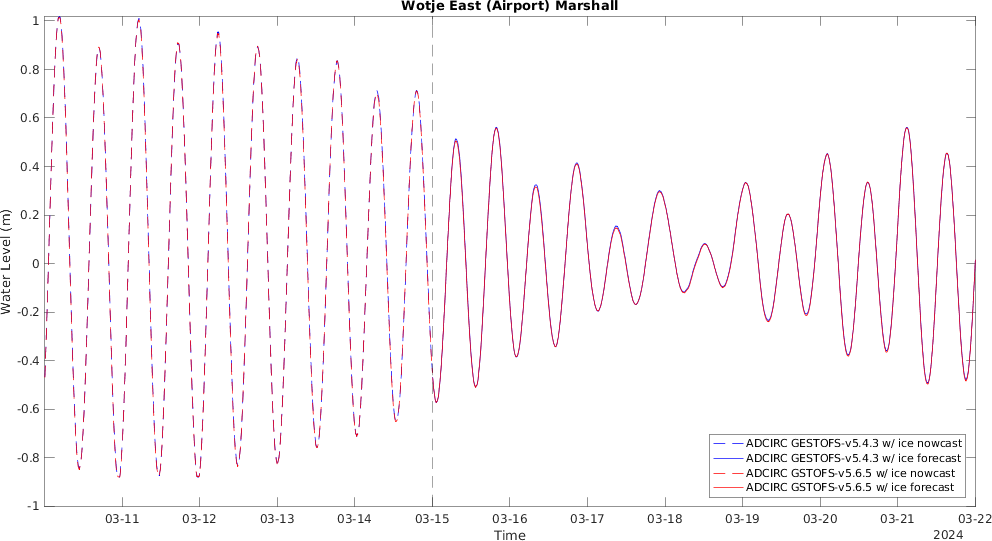 Wotje East (Airport) Marshall
1
0.8
0.6
0.4
0.2
0
-0.2
-0.4
-0.6
-0.8
-1
Water Level (m)
ADCIRC GESTOFS-v5.4.3 w/ ice nowcast
ADCIRC GESTOFS-v5.4.3 w/ ice forecast
ADCIRC GSTOFS-v5.6.5 w/ ice nowcast
ADCIRC GSTOFS-v5.6.5 w/ ice forecast
03-11 03-12 03-13 03-14 03-15 03-16 03-17 03-18 03-19 03-20 03-21 03-22
Time
2024